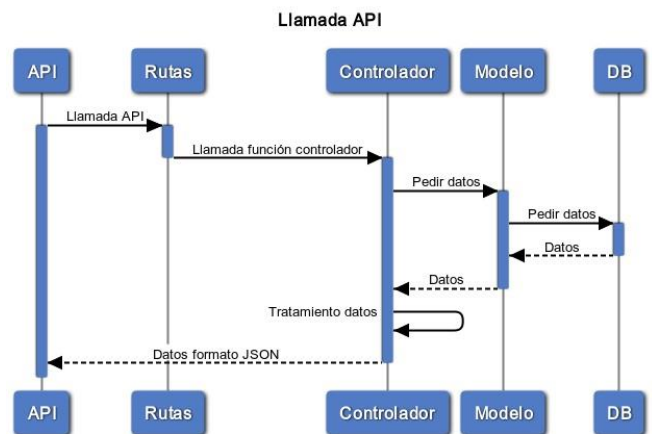 Llamada API
API
Rutas
Controlador
Modelo
DB
Llamada API
Llamada función controlador
Pedir datos
Pedir datos
Datos
Datos
Tratamiento datos
Datos formato JSON
API
Rutas
Controlador
Modelo
DB